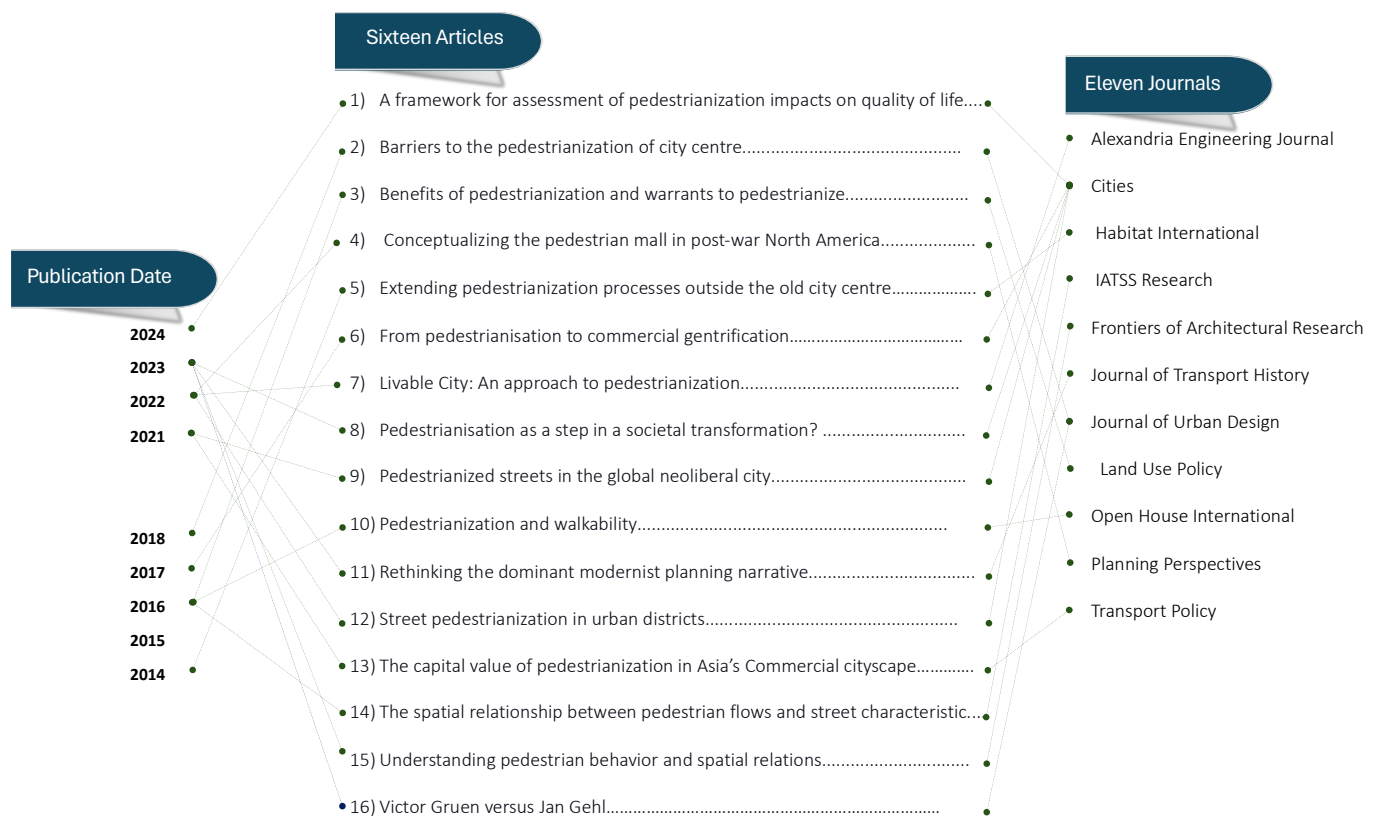 Sixteen Articles
Eleven Journals
Publication Date
2024
2023
2022
2021
2018
2017
2016
2015
2014
1) A framework for assessment of pedestrianization impacts on quality of life....
2) Barriers to the pedestrianization of city centre............................................
3) Benefits of pedestrianization and warrants to pedestrianize.........................
4) Conceptualizing the pedestrian mall in post-war North America...................
5) Extending pedestrianization processes outside the old city centre.................
6) From pedestrianisation to commercial gentrification...................................
7) Livable City: An approach to pedestrianization............................................
8) Pedestrianisation as a step in a societal transformation? .............................
9) Pedestrianized streets in the global neoliberal city.......................................
10) Pedestrianization and walkability..............................................................
11) Rethinking the dominant modernist planning narrative.................................
12) Street pedestrianization in urban districts...................................................
13) The capital value of pedestrianization in Asia’s Commercial cityscape............
14) The spatial relationship between pedestrian flows and street characteristic...
15) Understanding pedestrian behavior and spatial relations..............................
16) Victor Gruen versus Jan Gehl....................................................................
Alexandria Engineering Journal
Cities
Habitat International
IATSS Research
Frontiers of Architectural Research
Journal of Transport History
Journal of Urban Design
Land Use Policy
Open House International
Planning Perspectives
Transport Policy